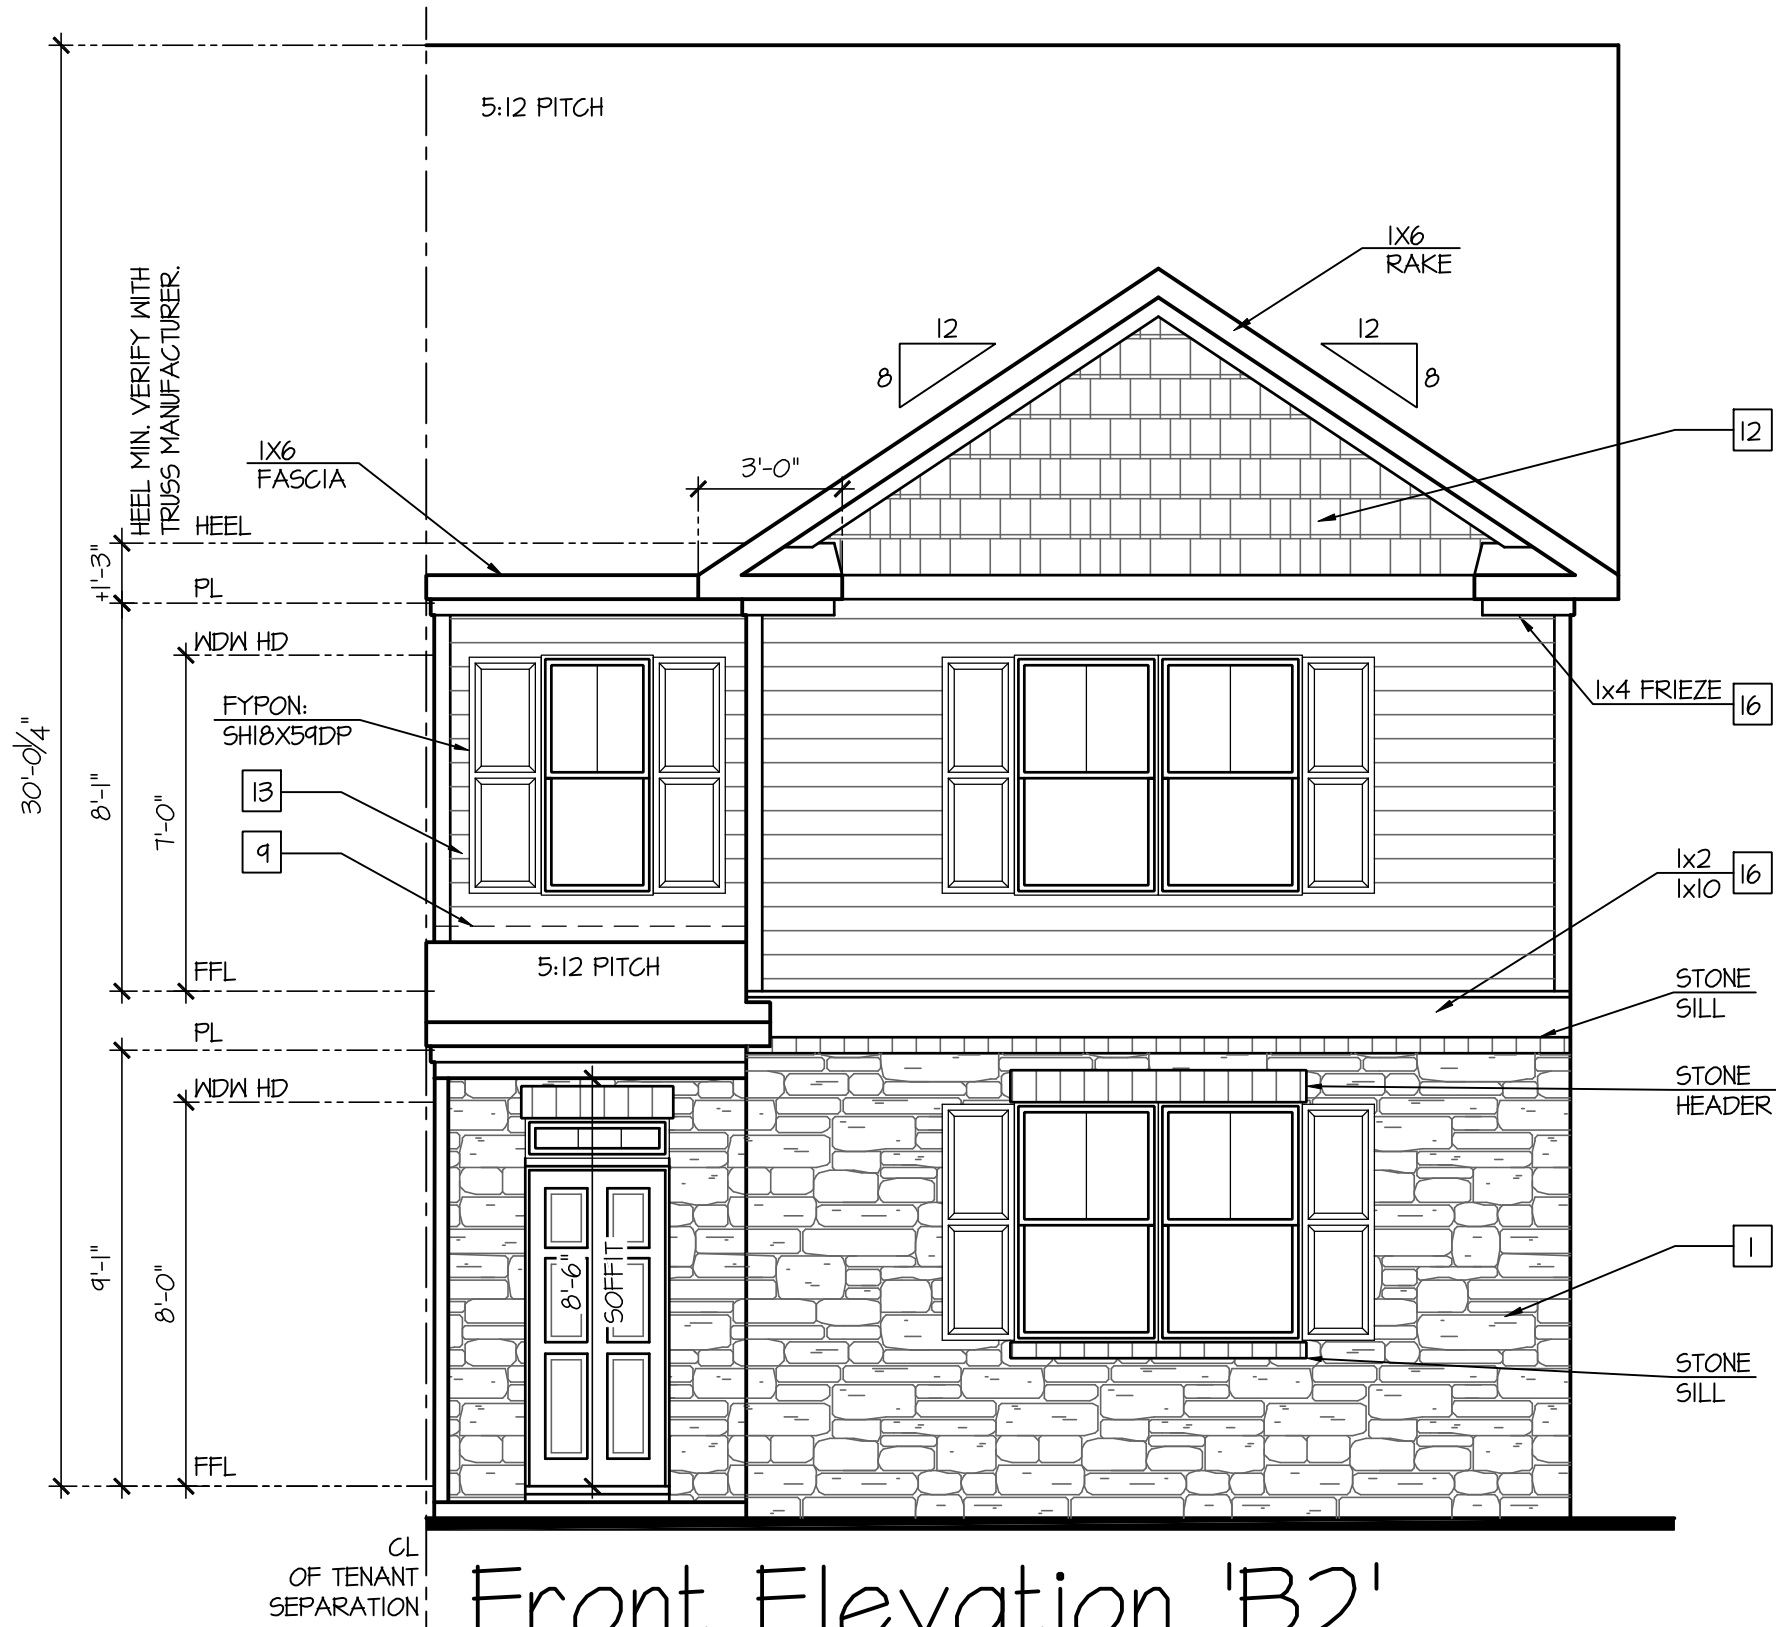 5:12 PITCH
1X6
RAKE
HEEL MIN. VERIFY WITH
TRUSS MANUFACTURER.
12
8
12
8
12
1X6
FASCIA
3'-0"
HEEL
+1'-3"
PL
WDW HD
1x4 FRIEZE
16
FYPON:
SH18X59DP
30'-0¼"
8'-1"
7'-0"
13
9
1x2
1x10
16
FFL
5:12 PITCH
STONE
SILL
PL
WDW HD
STONE
HEADER
9'-1"
8'-0"
8'-6"
SOFFIT
1
STONE
SILL
FFL
CL
OF TENANT
SEPARATION
Front Elevation 'B2'